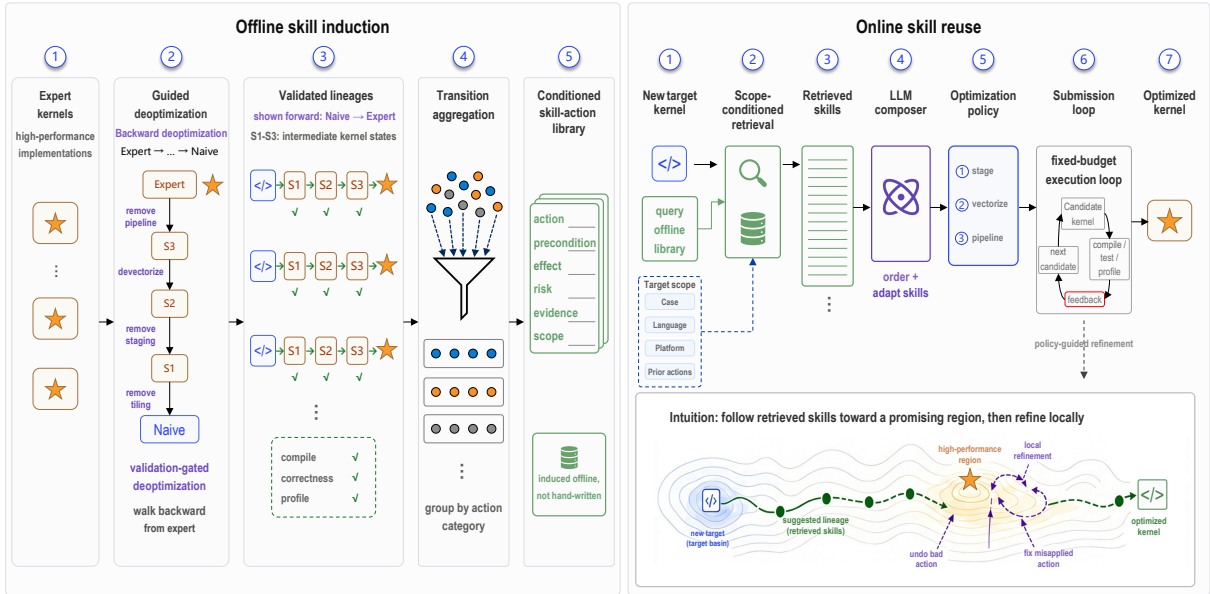 Offline skill induction
1
Expert
kernels
high-performance
implementations
⋮
2
Guided
deoptimization
Backward deoptimization
Expert → ... → Naive
Expert
remove
pipeline
S3
devectorize
S2
remove
staging
S1
remove
tiling
Naive
validation-gated
deoptimization
walk backward
from expert
3
Validated lineages
shown forward: Naive → Expert
S1-S3: intermediate kernel states
</> S1 S2 S3
√ √ √
</> S1 S2 S3
√ √ √
</> S1 S2 S3
√ √ √
⋮
compile √
correctness √
profile √
4
Transition
aggregation
⋮
group by action
category
5
Conditioned
skill-action
library
action
precondition
effect
risk
evidence
scope
induced offline,
not hand-written
Online skill reuse
1
New target
kernel
</>
query
offline
library
Target scope
Case
Language
Platform
Prior actions
2
Scope-
conditioned
retrieval
3
Retrieved
skills
⋮
4
LLM
composer
order +
adapt skills
5
Optimization
policy
1 stage
2 vectorize
3 pipeline
6
Submission
loop
fixed-budget
execution loop
Candidate
kernel
compile /
test /
profile
feedback
next
candidate
policy-guided refinement
7
Optimized
kernel
Intuition: follow retrieved skills toward a promising region, then refine locally
</>
new target
(target basin)
suggested lineage
(retrieved skills)
high-performance
region
local
refinement
undo bad
action
fix misapplied
action
</>
optimized
kernel